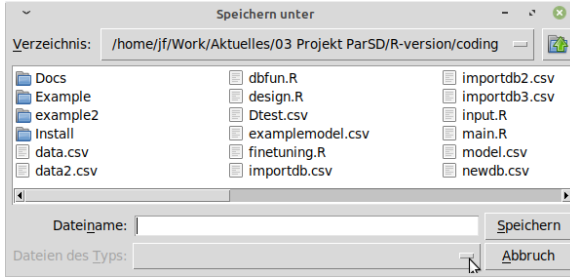 Speichern unter
Verzeichnis: /home/jf/Work/Aktuelles/03 Projekt ParSD/R-version/coding
Docs dbfun.R importdb2.csv
Example design.R importdb3.csv
example2 Dtest.csv input.R
Install examplemodel.csv main.R
data.csv finetuning.R model.csv
data2.csv importdb.csv newdb.csv
Dateiname: Speichern
Dateien des Typs: Abbruch